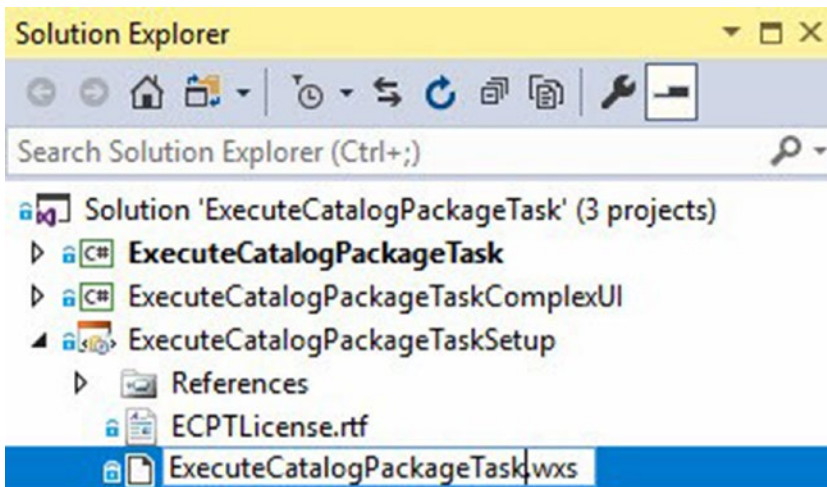 Solution Explorer
Search Solution Explorer (Ctrl+;)
Solution 'ExecuteCatalogPackageTask' (3 projects)
C# ExecuteCatalogPackageTask
C# ExecuteCatalogPackageTaskComplexUI
ExecuteCatalogPackageTaskSetup
References
ECPTLicense.rtf
ExecuteCatalogPackageTask.wxs